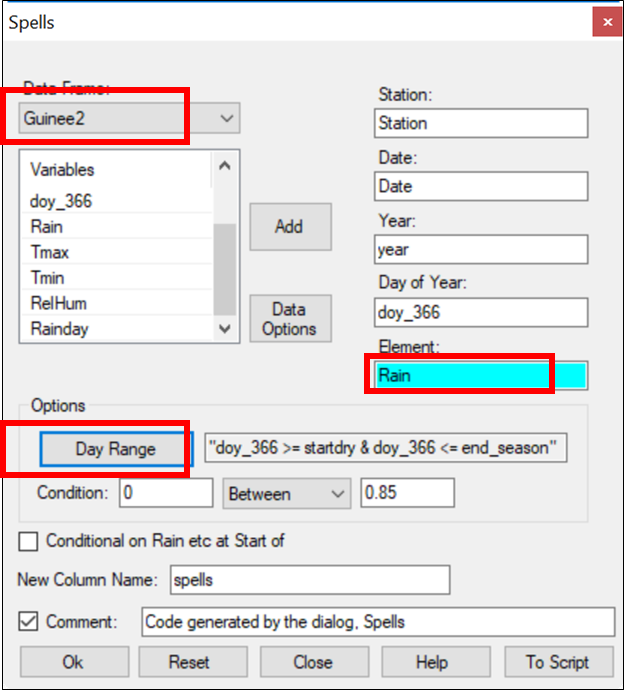 Spells
Data Frame:
Guinee2
Variables
doy_366
Rain
Tmax
Tmin
RelHum
Rainday
Add
Data
Options
Station:
Station
Date:
Date
Year:
year
Day of Year:
doy_366
Element:
Rain
Options
Day Range
"doy_366 >= startdry & doy_366 <= end_season"
Condition: 0 Between 0.85
Conditional on Rain etc at Start of
New Column Name: spells
Comment: Code generated by the dialog, Spells
Ok Reset Close Help To Script